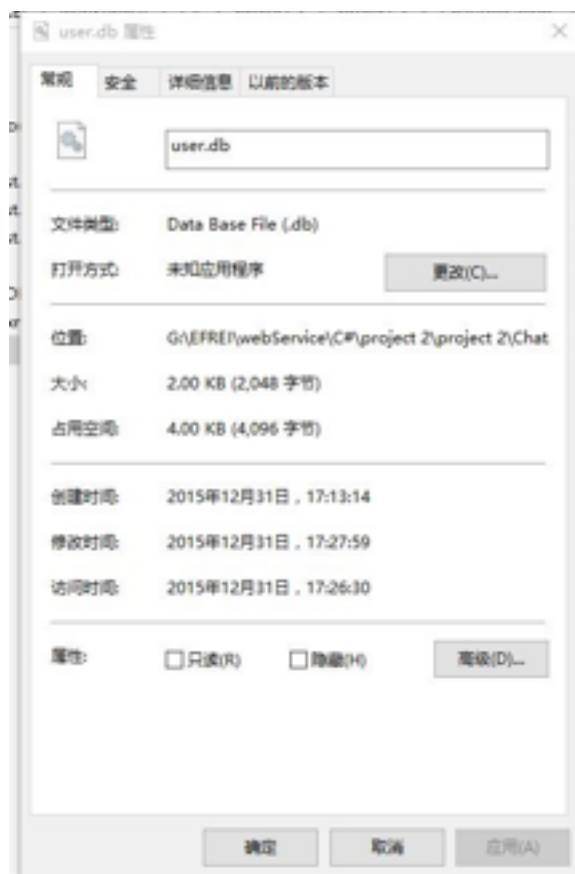 user.db 属性
常规 安全 详细信息 以前的版本
user.db
文件类型: Data Base File (.db)
打开方式: 未知应用程序 更改(C)...
位置: G:\EFREI\webService\C#\project 2\project 2\Chat
大小: 2.00 KB (2,048 字节)
占用空间: 4.00 KB (4,096 字节)
创建时间: 2015年12月31日，17:13:14
修改时间: 2015年12月31日，17:27:59
访问时间: 2015年12月31日，17:26:30
属性: 只读(R) 隐藏(H) 高级(D)...
确定 取消 应用(A)